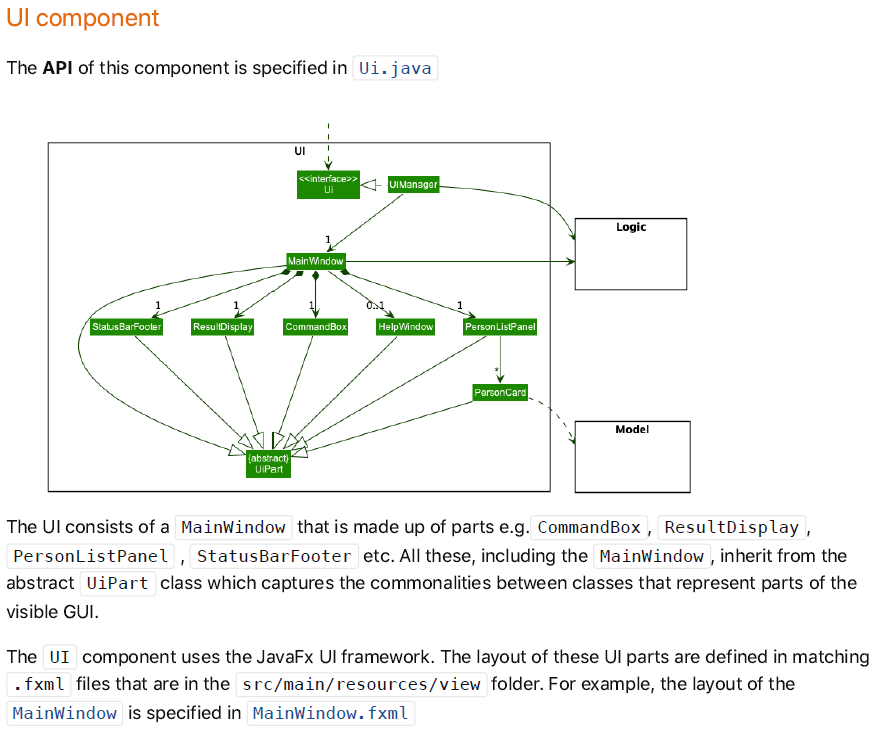 UI component
The API of this component is specified in Ui.java
UI
<<interface>>
Ui
UiManager
Logic
1
MainWindow
1
1
1
0..1
1
StatusBarFooter
ResultDisplay
CommandBox
HelpWindow
PersonListPanel
*
PersonCard
Model
{abstract}
UiPart
The UI consists of a MainWindow that is made up of parts e.g. CommandBox, ResultDisplay,
PersonListPanel , StatusBarFooter etc. All these, including the MainWindow, inherit from the
abstract UiPart class which captures the commonalities between classes that represent parts of the
visible GUI.
The UI component uses the JavaFx UI framework. The layout of these UI parts are defined in matching
.fxml files that are in the src/main/resources/view folder. For example, the layout of the
MainWindow is specified in MainWindow.fxml